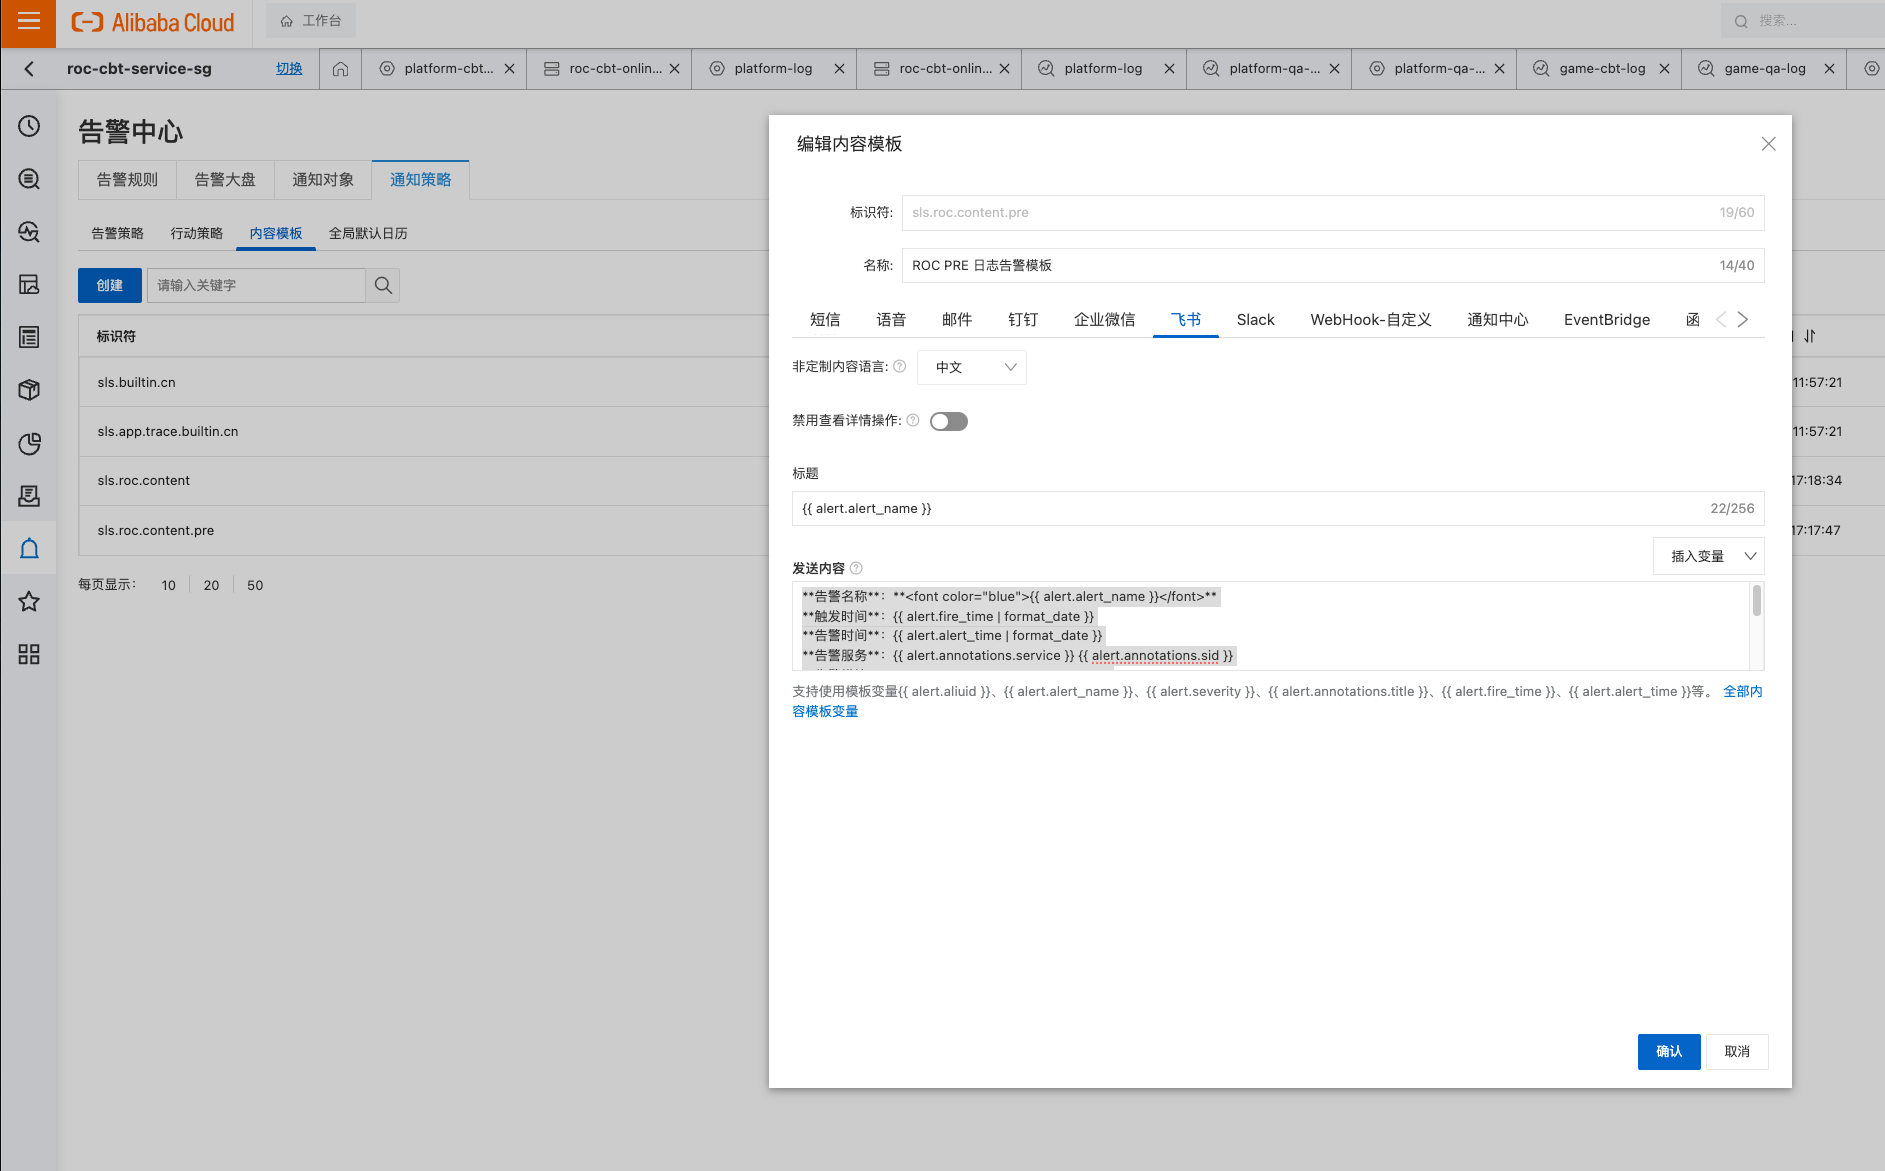 Alibaba Cloud
工作台
搜索...
roc-cbt-service-sg
切换
platform-cbt...
roc-cbt-onlin...
platform-log
roc-cbt-onlin...
platform-log
platform-qa-...
platform-qa-...
game-cbt-log
game-qa-log
告警中心
告警规则
告警大盘
通知对象
通知策略
告警策略
行动策略
内容模板
全局默认日历
创建
请输入关键字
标识符
sls.builtin.cn
11:57:21
sls.app.trace.builtin.cn
11:57:21
sls.roc.content
17:18:34
sls.roc.content.pre
17:17:47
每页显示：
10
20
50
编辑内容模板
标识符:
sls.roc.content.pre
19/60
名称:
ROC PRE 日志告警模板
14/40
短信
语音
邮件
钉钉
企业微信
飞书
Slack
WebHook-自定义
通知中心
EventBridge
函
非定制内容语言:
中文
禁用查看详情操作:
标题
{{ alert.alert_name }}
22/256
插入变量
发送内容
**告警名称**：**<font color="blue">{{ alert.alert_name }}</font>**
**触发时间**：{{ alert.fire_time | format_date }}
**告警时间**：{{ alert.alert_time | format_date }}
**告警服务**：{{ alert.annotations.service }} {{ alert.annotations.sid }}
支持使用模板变量{{ alert.aliuid }}、{{ alert.alert_name }}、{{ alert.severity }}、{{ alert.annotations.title }}、{{ alert.fire_time }}、{{ alert.alert_time }}等。 全部内
容模板变量
确认
取消